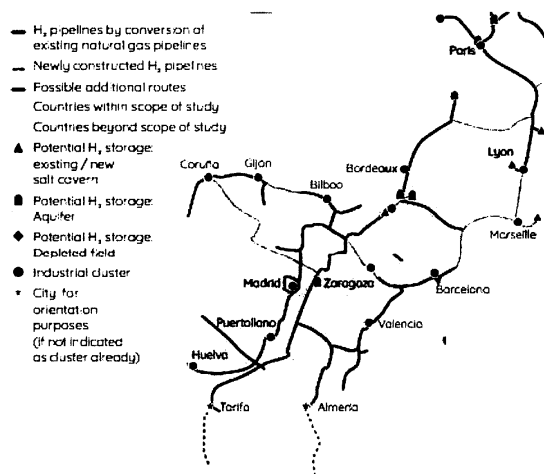 H₂ pipelines by conversion of
existing natural gas pipelines
Newly constructed H₂ pipelines
Possible additional routes
Countries within scope of study
Countries beyond scope of study
Potential H₂ storage:
existing / new
salt cavern
Potential H₂ storage:
Aquifer
Potential H₂ storage:
Depleted field
Industrial cluster
City for
orientation
purposes
(if not indicated
as cluster already)
Paris
Lyon
Bordeaux
Marseille
Coruña
Gijón
Bilbao
Madrid
Zaragoza
Barcelona
Puertollano
Valencia
Huelva
Tarifa
Almería